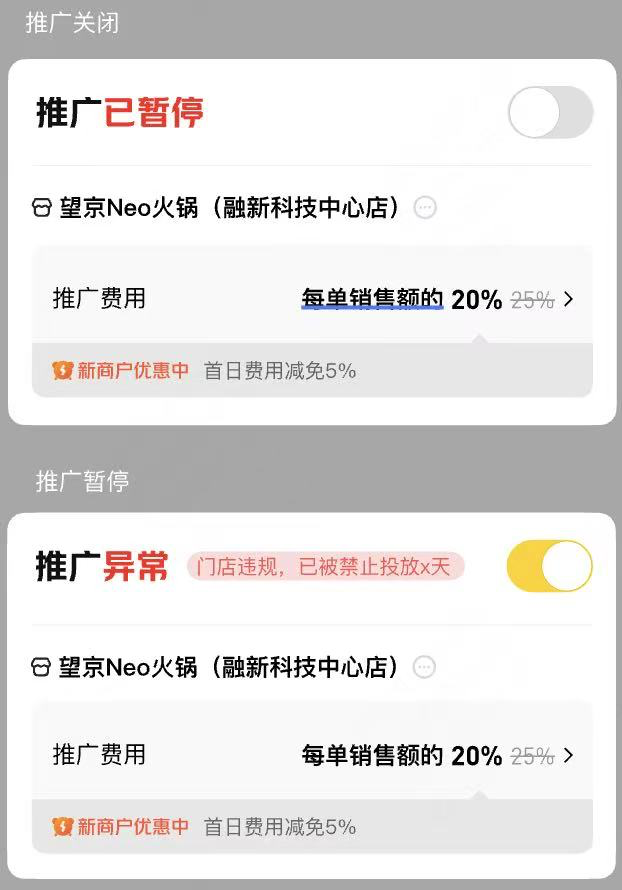 推广关闭
推广已暂停
望京Neo火锅（融新科技中心店）
推广费用 每单销售额的 20% 25%
新商户优惠中 首日费用减免5%
推广暂停
推广异常 门店违规，已被禁止投放x天
望京Neo火锅（融新科技中心店）
推广费用 每单销售额的 20% 25%
新商户优惠中 首日费用减免5%